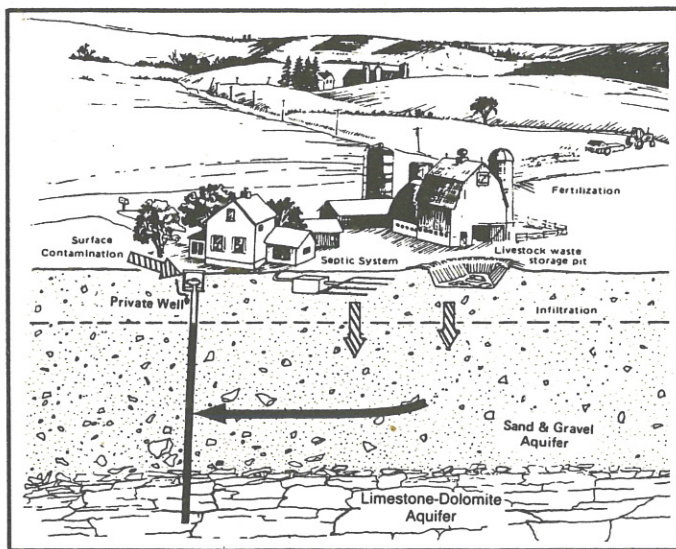 Fertilization
Surface
Contamination
Septic System
Livestock waste
storage pit
Private Well
Infiltration
Sand & Gravel
Aquifer
Limestone-Dolomite
Aquifer